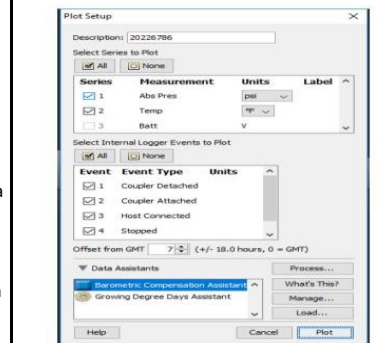 Plot Setup
Description: 20226786
Select Series to Plot
All None
Series Measurement Units Label
1 Abs Pres psi
2 Temp °F
3 Batt V
Select Internal Logger Events to Plot
All None
Event Event Type Units
1 Coupler Detached
2 Coupler Attached
3 Host Connected
4 Stopped
Offset from GMT 7 (+/- 18.0 hours, 0 = GMT)
Data Assistants Process...
Barometric Compensation Assistant What's This?
Growing Degree Days Assistant Manage...
Load...
Help Cancel Plot